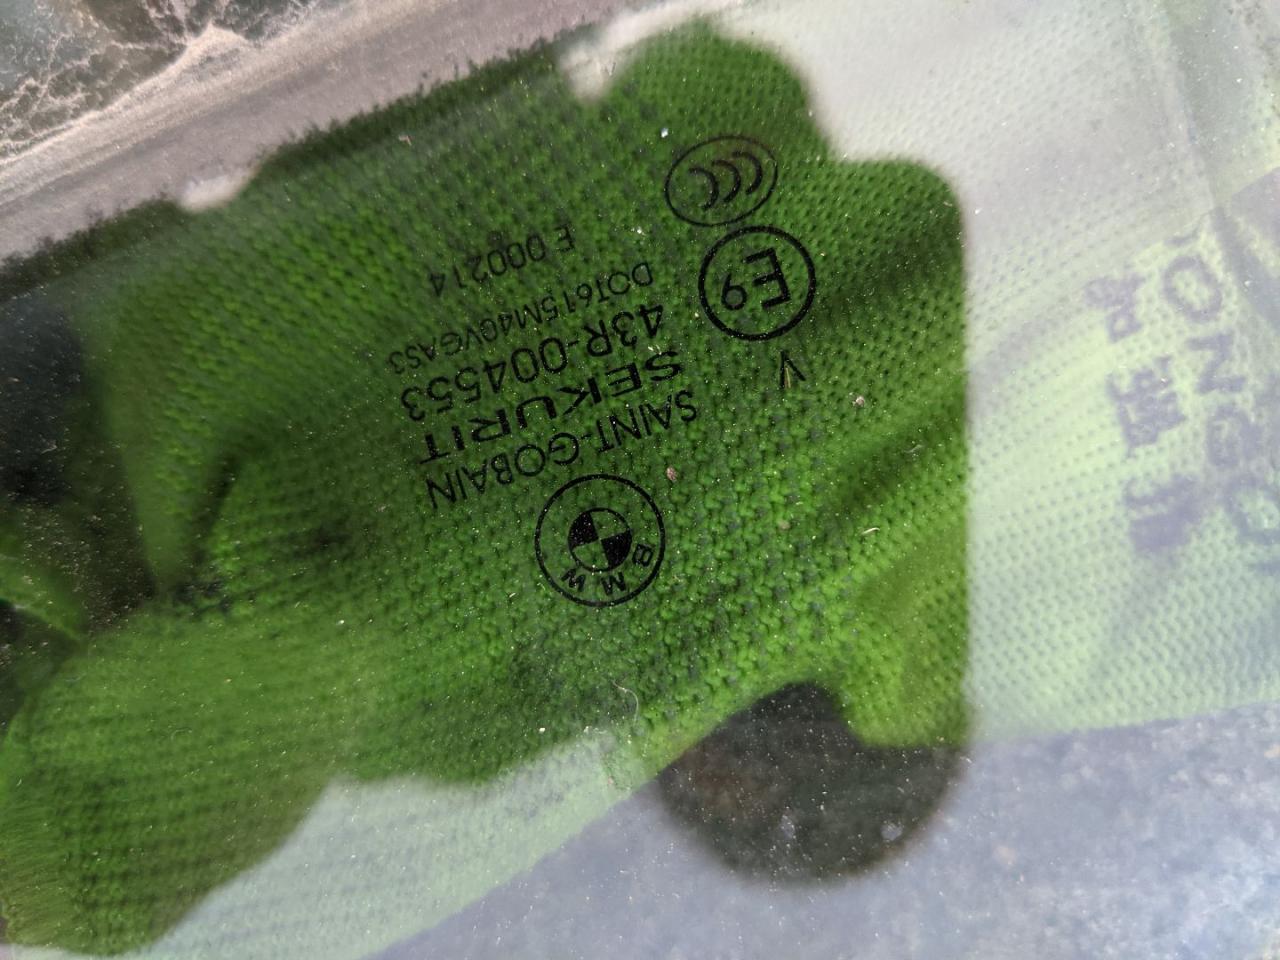 BMW
SAINT-GOBAIN
SEKURIT
43R-004553
DOT615M40VGAS3
E 000214
V
E9
CCC